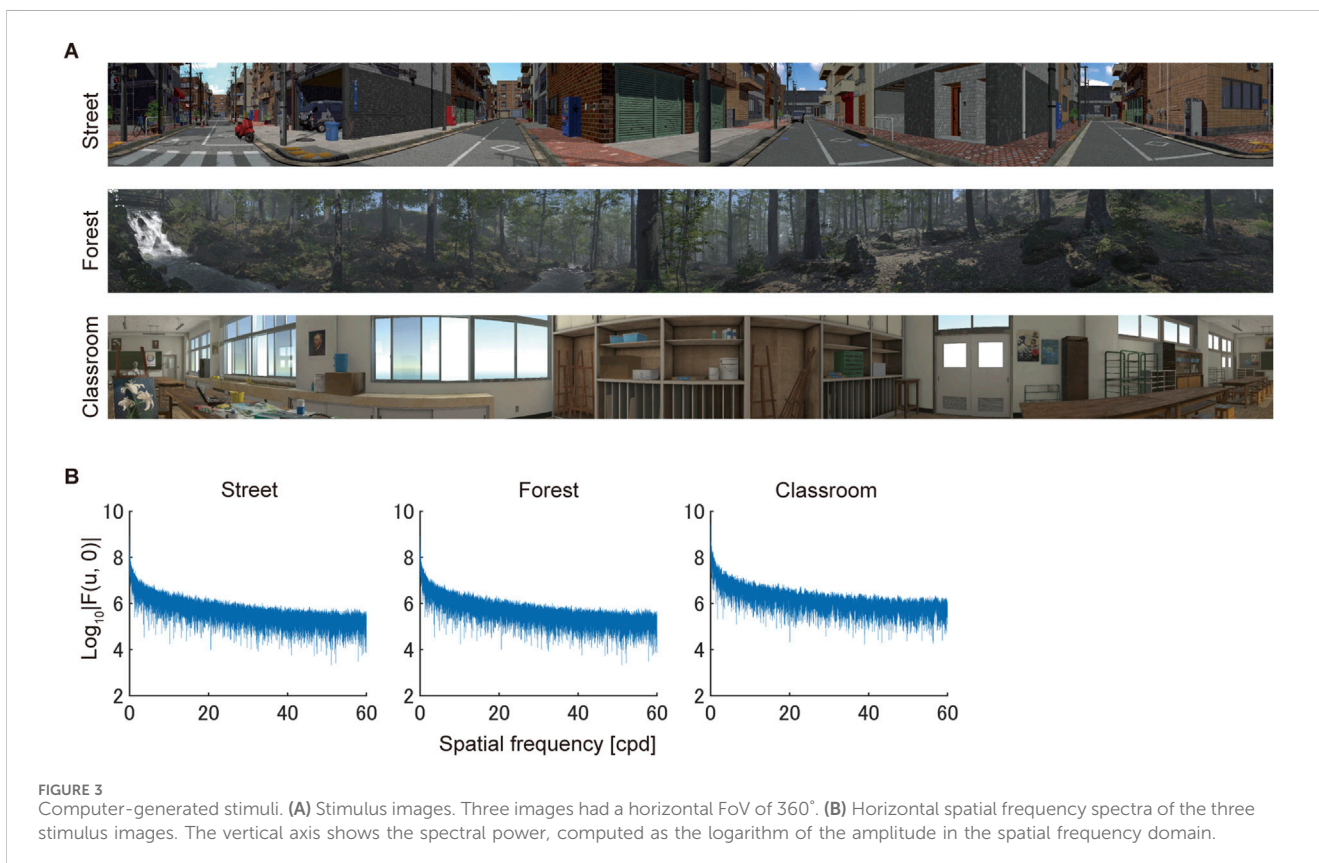 A
Street
Forest
Classroom
B
Street
Forest
Classroom
Log₁₀|F(u, 0)|
10
8
6
4
2
0
20
40
60
10
8
6
4
2
0
20
40
60
10
8
6
4
2
0
20
40
60
Spatial frequency [cpd]
FIGURE 3
Computer-generated stimuli. (A) Stimulus images. Three images had a horizontal FoV of 360°. (B) Horizontal spatial frequency spectra of the three
stimulus images. The vertical axis shows the spectral power, computed as the logarithm of the amplitude in the spatial frequency domain.